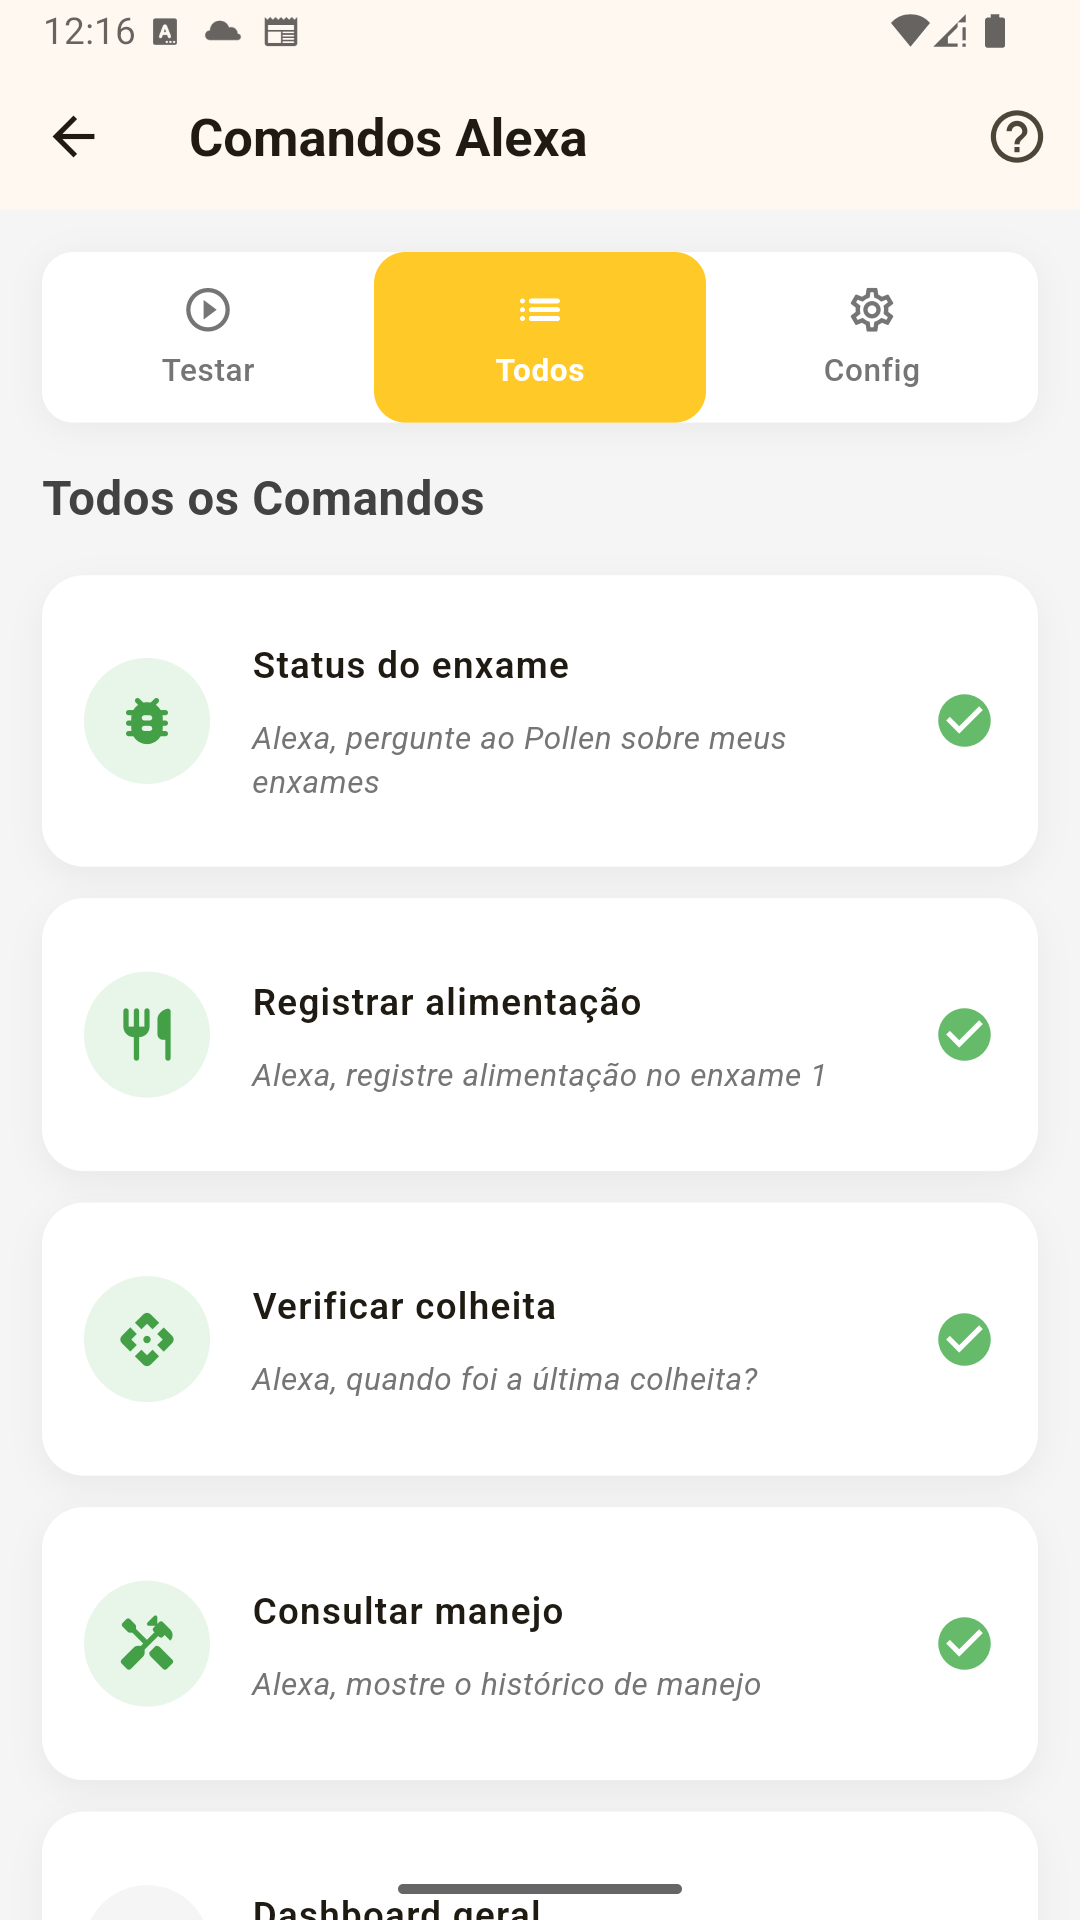 12:16
Comandos Alexa
Testar
Todos
Config
Todos os Comandos
Status do enxame
Alexa, pergunte ao Pollen sobre meus
enxames
Registrar alimentação
Alexa, registre alimentação no enxame 1
Verificar colheita
Alexa, quando foi a última colheita?
Consultar manejo
Alexa, mostre o histórico de manejo
Dashboard geral